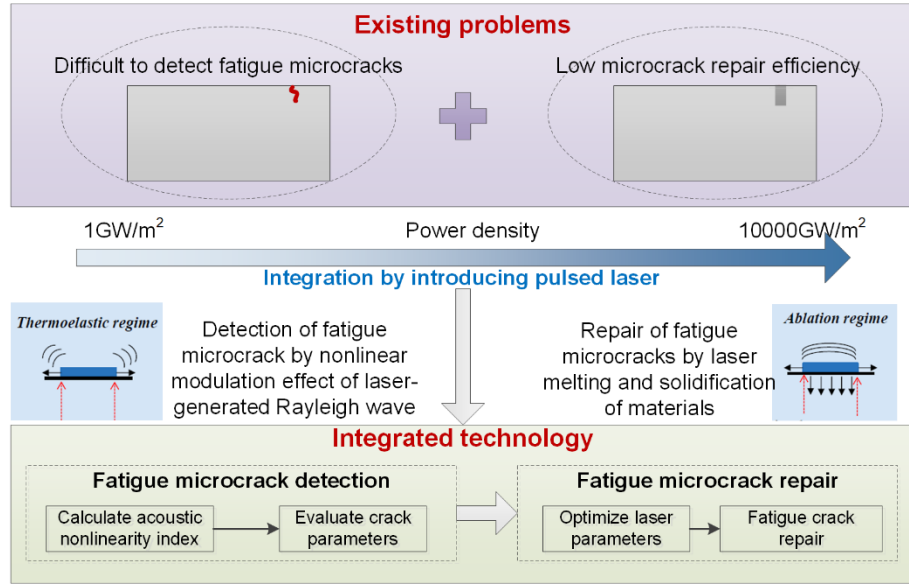 Existing problems
Difficult to detect fatigue microcracks
Low microcrack repair efficiency
1GW/m²
Power density
10000GW/m²
Integration by introducing pulsed laser
Thermoelastic regime
Detection of fatigue
microcrack by nonlinear
modulation effect of laser-
generated Rayleigh wave
Repair of fatigue
microcracks by laser
melting and solidification
of materials
Ablation regime
Integrated technology
Fatigue microcrack detection
Calculate acoustic
nonlinearity index
Evaluate crack
parameters
Fatigue microcrack repair
Optimize laser
parameters
Fatigue crack
repair